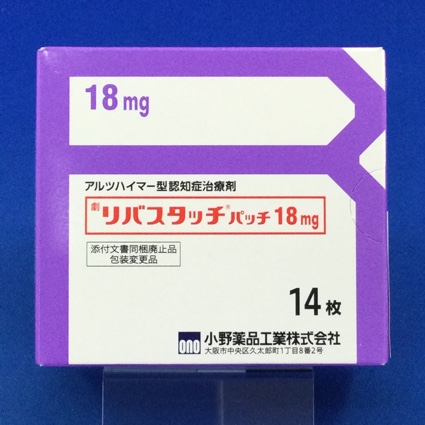 18 mg
アルツハイマー型認知症治療剤
劇 リバスタッチ® パッチ 18 mg
添付文書同梱廃止品
包装変更品
14枚
ono 小野薬品工業株式会社
大阪市中央区久太郎町1丁目8番2号